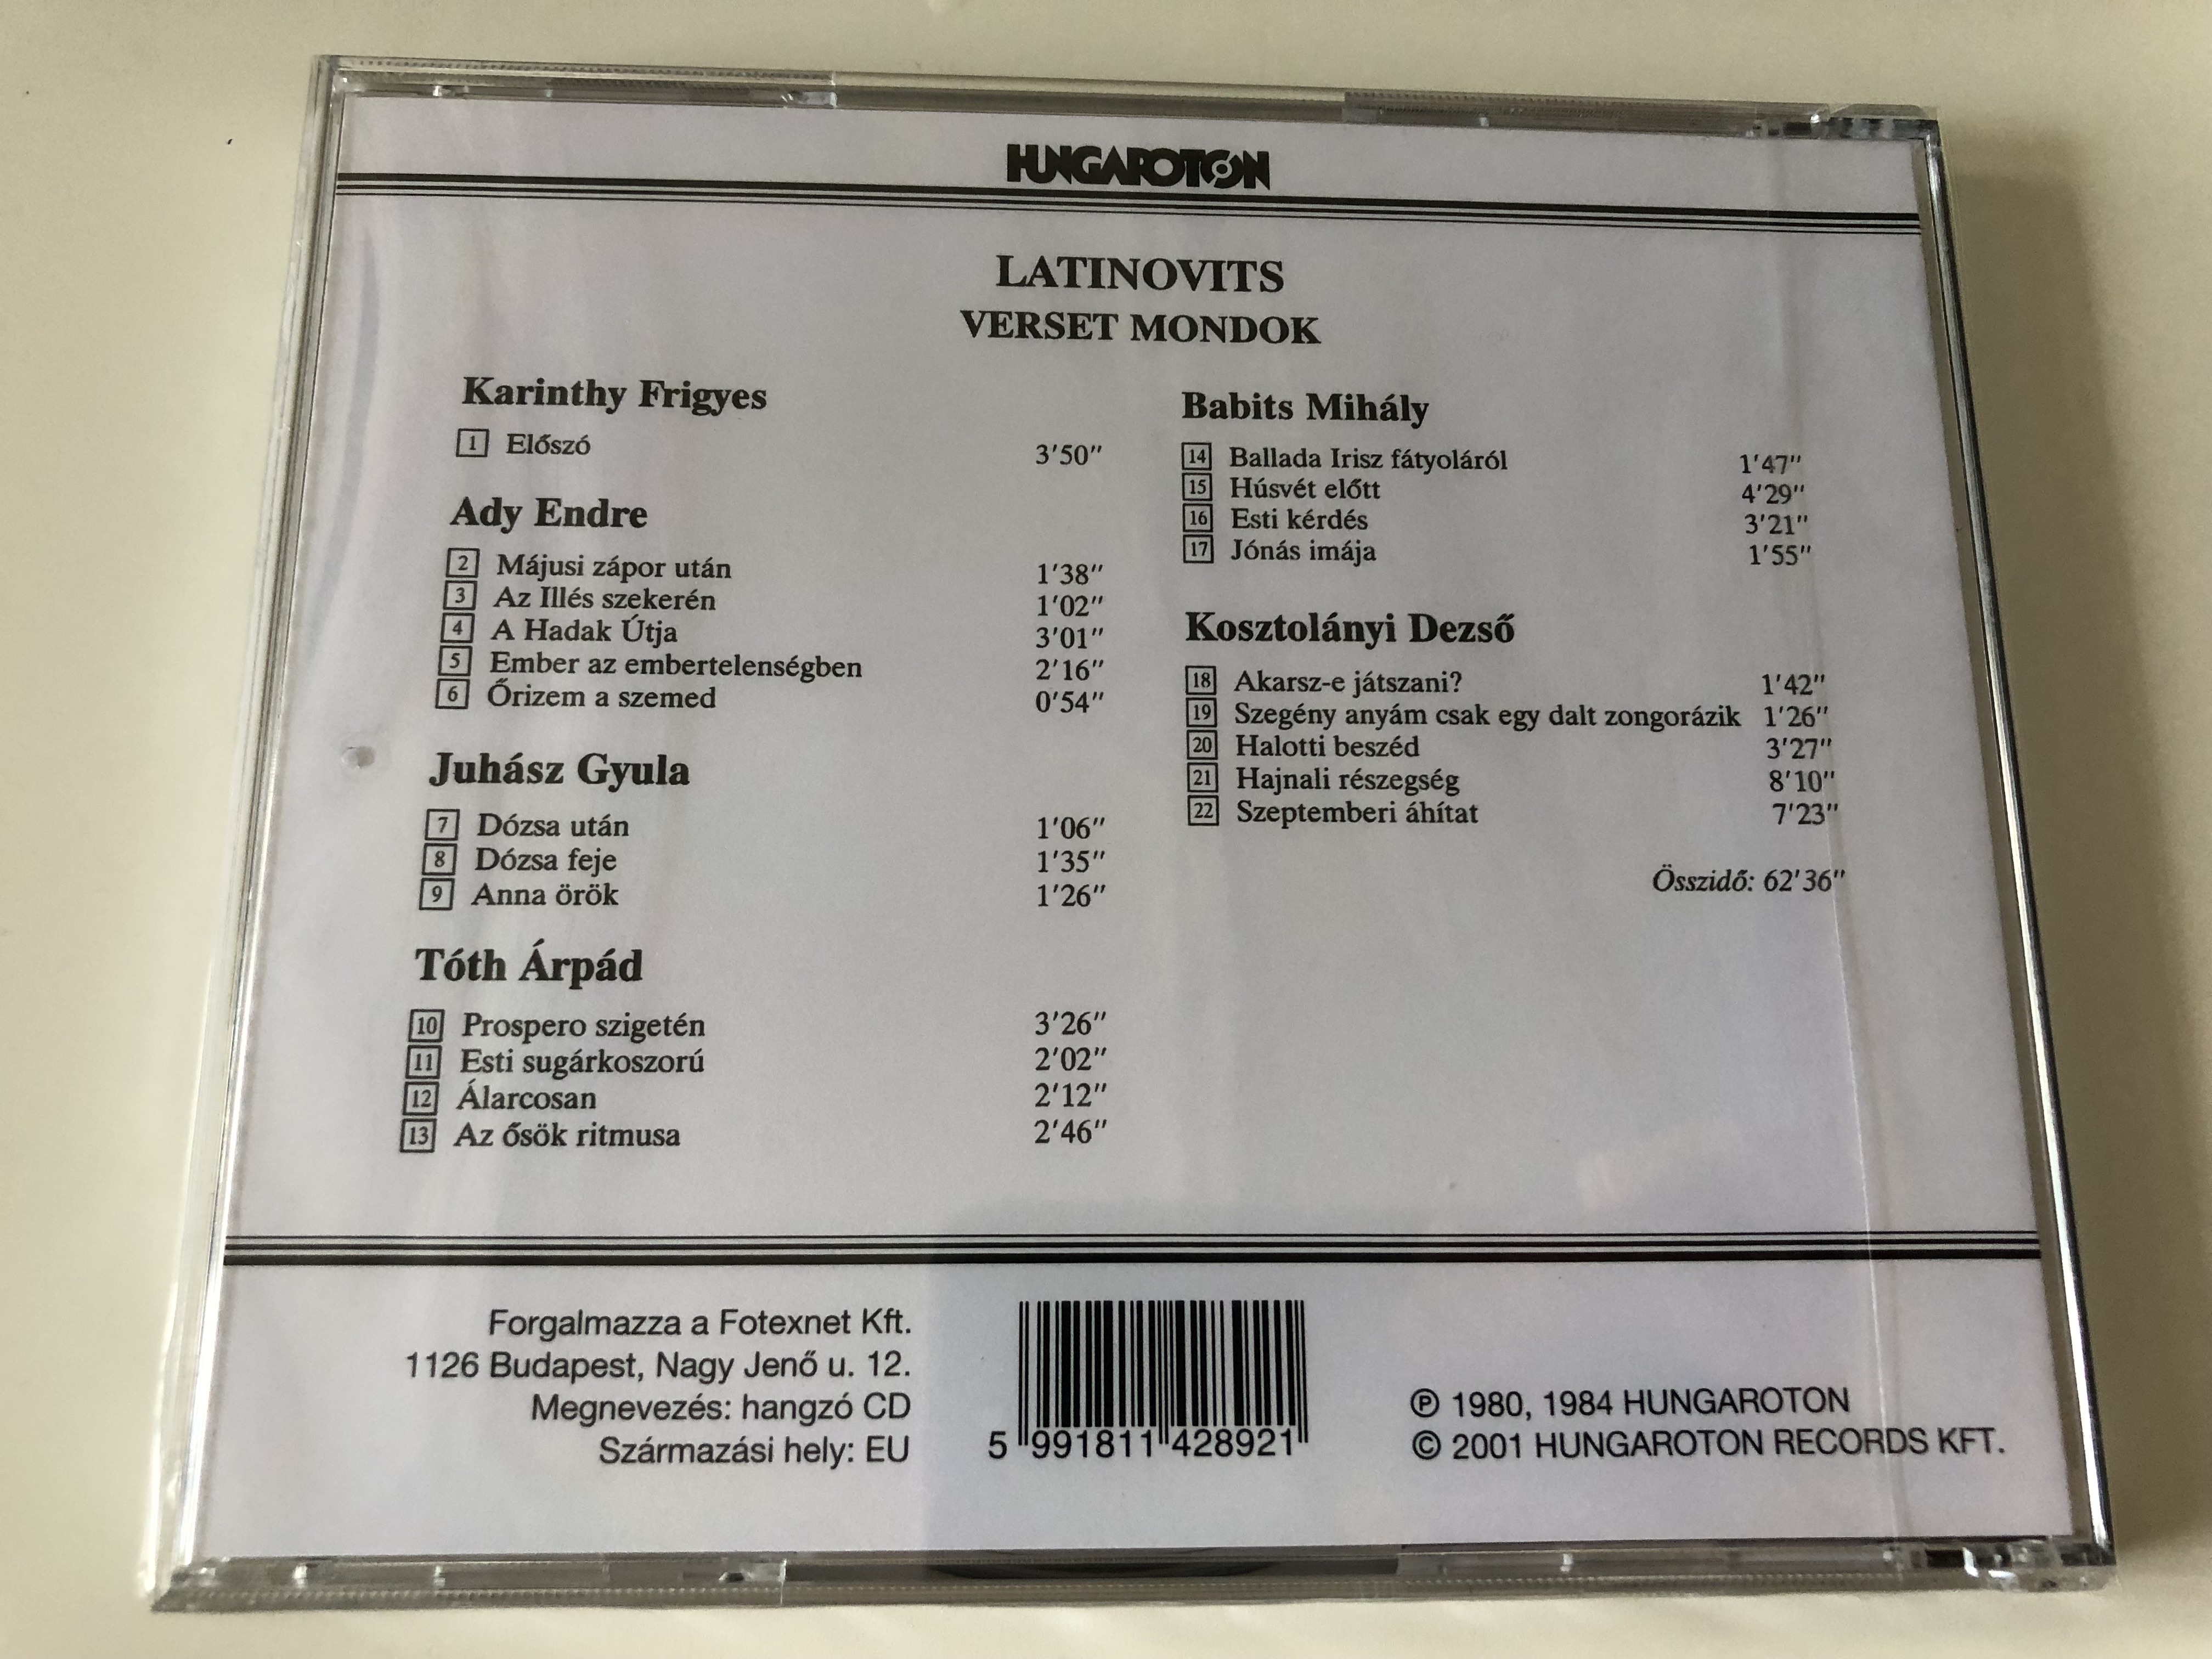 HUNGAROTON
LATINOVITS
VERSET MONDOK
Karinthy Frigyes
1 Előszó 3'50"
Ady Endre
2 Májusi zápor után 1'38"
3 Az Illés szekerén 1'02"
4 A Hadak Útja 3'01"
5 Ember az embertelenségben 2'16"
6 Őrizem a szemed 0'54"
Juhász Gyula
7 Dózsa után 1'06"
8 Dózsa feje 1'35"
9 Anna örök 1'26"
Tóth Árpád
10 Prospero szigetén 3'26"
11 Esti sugárkoszorú 2'02"
12 Álarcosan 2'12"
13 Az ősök ritmusa 2'46"
Babits Mihály
14 Ballada Irisz fátyoláról 1'47"
15 Húsvét előtt 4'29"
16 Esti kérdés 3'21"
17 Jónás imája 1'55"
Kosztolányi Dezső
18 Akarsz-e játszani? 1'42"
19 Szegény anyám csak egy dalt zongorázik 1'26"
20 Halotti beszéd 3'27"
21 Hajnali részegség 8'10"
22 Szeptemberi áhítat 7'23"
Összidő: 62'36"
Forgalmazza a Fotexnet Kft.
1126 Budapest, Nagy Jenő u. 12.
Megnevezés: hangzó CD
Származási hely: EU
5 991811 428921
℗ 1980, 1984 HUNGAROTON
© 2001 HUNGAROTON RECORDS KFT.